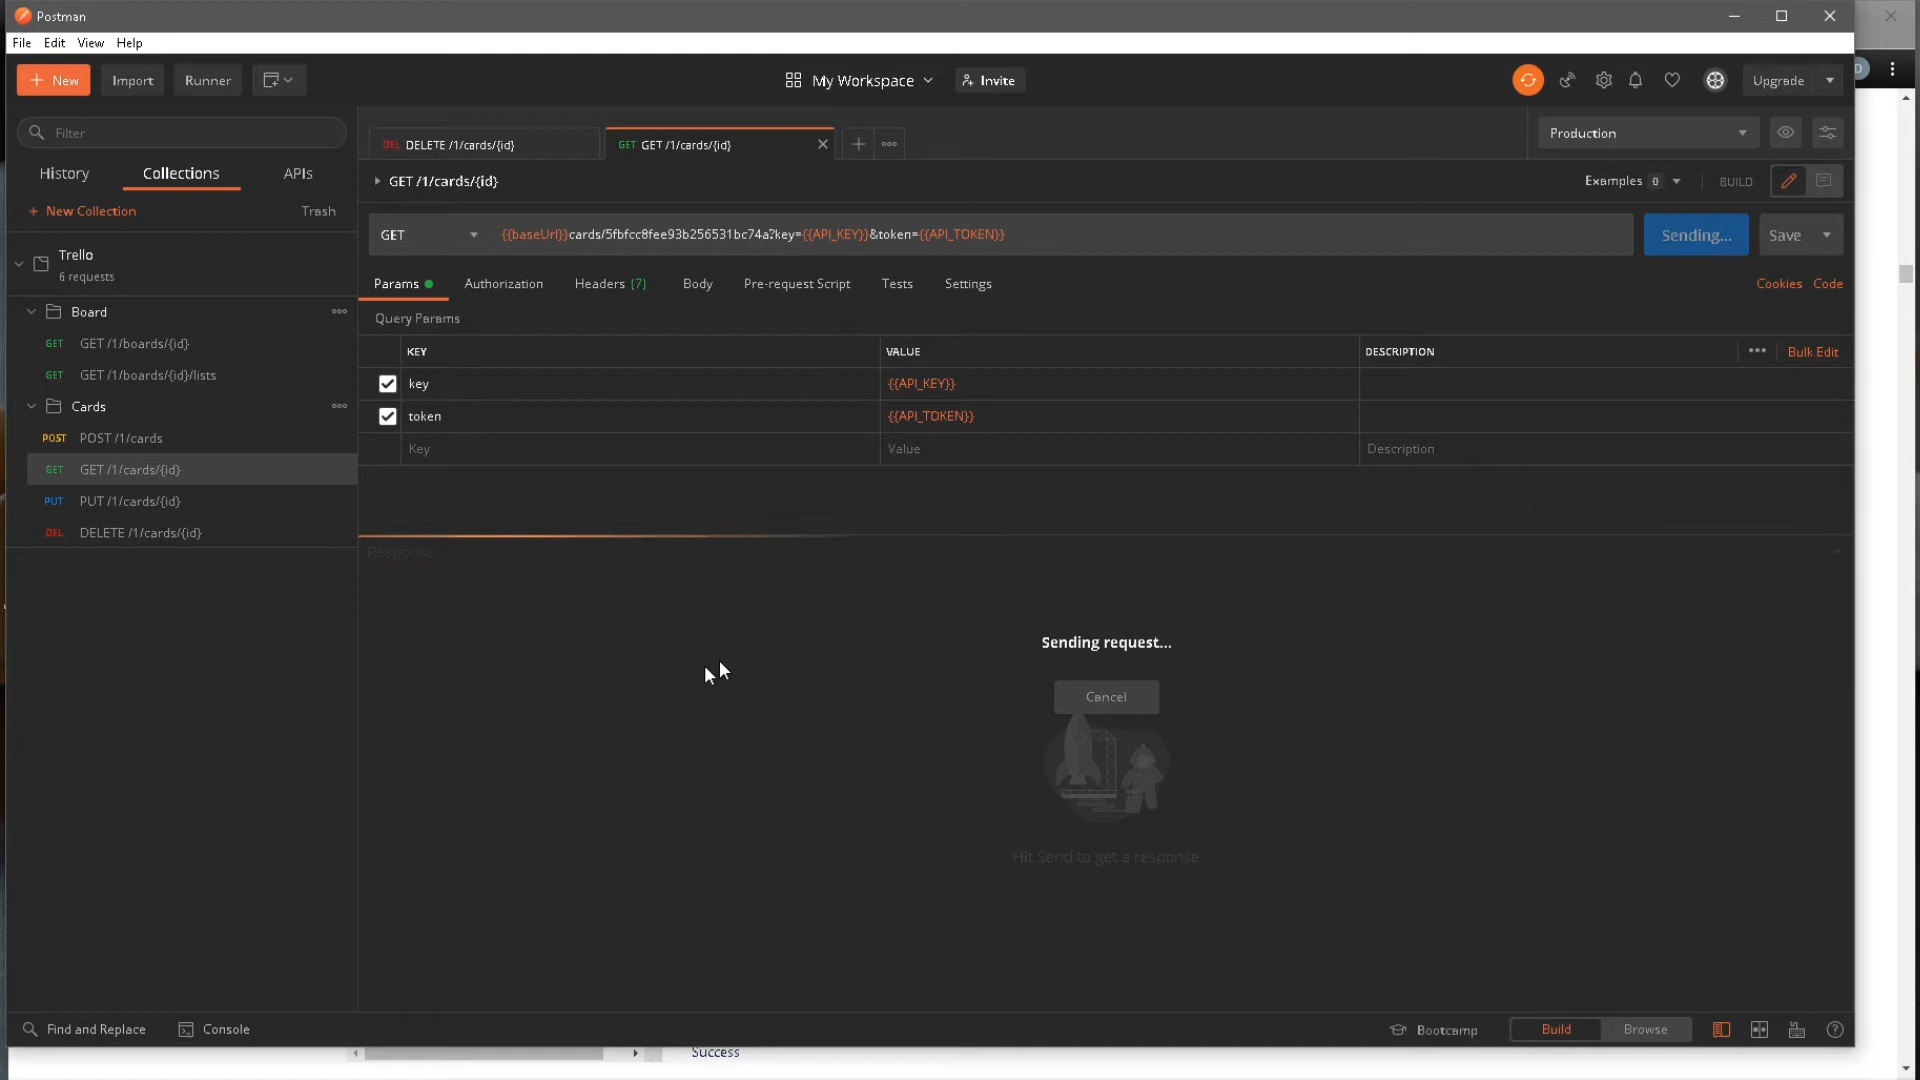 Postman
File Edit View Help
New Import Runner My Workspace Invite Upgrade
Filter
DEL DELETE /1/cards/{id} GET GET /1/cards/{id} Production
History Collections APIs
GET /1/cards/{id} Examples 0 BUILD
+ New Collection Trash
GET {{baseUrl}}cards/5fbfcc8fee93b256531bc74a?key={{API_KEY}}&token={{API_TOKEN}} Sending... Save
Trello
6 requests
Params Authorization Headers (7) Body Pre-request Script Tests Settings Cookies Code
Board
Query Params
GET GET /1/boards/{id}
KEY VALUE DESCRIPTION Bulk Edit
GET GET /1/boards/{id}/lists
key {{API_KEY}}
Cards
token {{API_TOKEN}}
POST POST /1/cards
Key Value Description
GET GET /1/cards/{id}
PUT PUT /1/cards/{id}
DEL DELETE /1/cards/{id}
Response
Sending request...
Cancel
Hit Send to get a response
Find and Replace Console Bootcamp Build Browse
Success